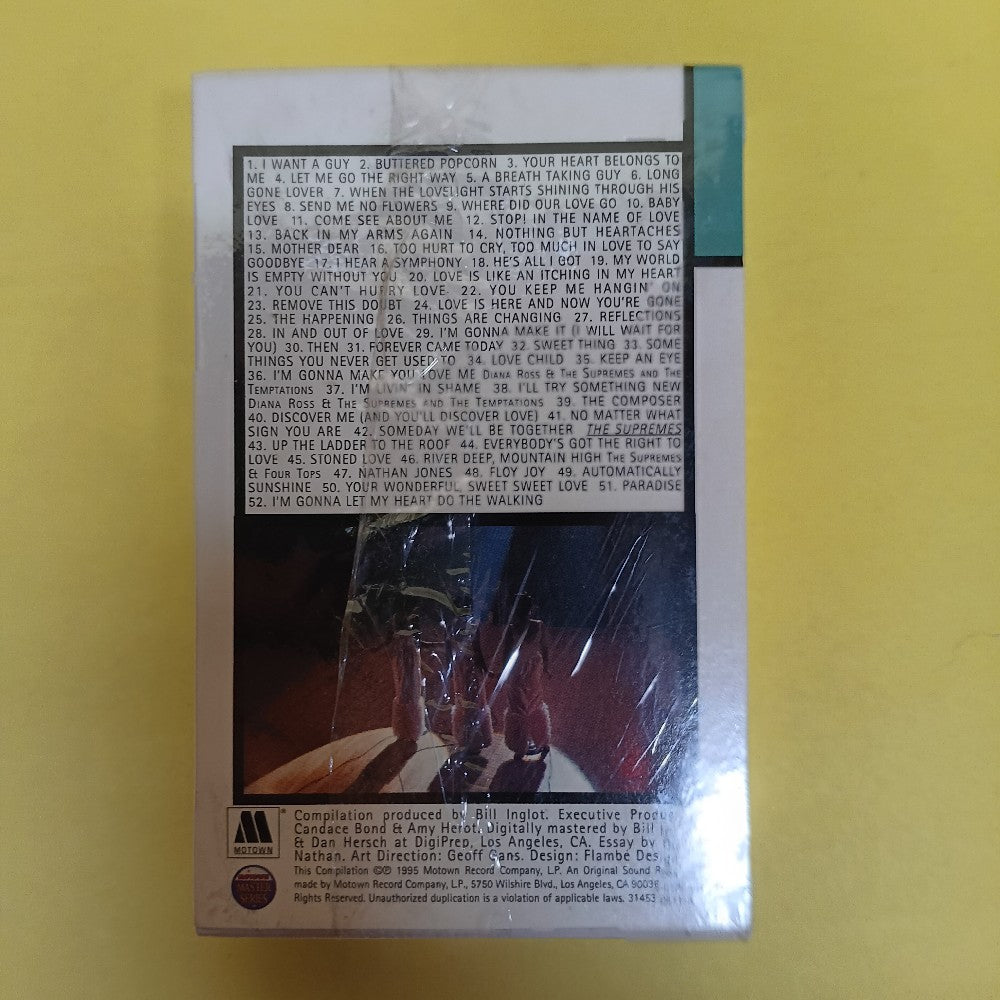 1. I WANT A GUY 2. BUTTERED POPCORN 3. YOUR HEART BELONGS TO
ME 4. LET ME GO THE RIGHT WAY 5. A BREATH TAKING GUY 6. LONG
GONE LOVER 7. WHEN THE LOVELIGHT STARTS SHINING THROUGH HIS
EYES 8. SEND ME NO FLOWERS 9. WHERE DID OUR LOVE GO 10. BABY
LOVE 11. COME SEE ABOUT ME 12. STOP! IN THE NAME OF LOVE
13. BACK IN MY ARMS AGAIN 14. NOTHING BUT HEARTACHES
15. MOTHER DEAR 16. TOO HURT TO CRY, TOO MUCH IN LOVE TO SAY
GOODBYE 17. I HEAR A SYMPHONY 18. HE'S ALL I GOT 19. MY WORLD
IS EMPTY WITHOUT YOU 20. LOVE IS LIKE AN ITCHING IN MY HEART
21. YOU CAN'T HURRY LOVE 22. YOU KEEP ME HANGIN' ON
23. REMOVE THIS DOUBT 24. LOVE IS HERE AND NOW YOU'RE GONE
25. THE HAPPENING 26. THINGS ARE CHANGING 27. REFLECTIONS
28. IN AND OUT OF LOVE 29. I'M GONNA MAKE IT (I WILL WAIT FOR
YOU) 30. THEN 31. FOREVER CAME TODAY 32. SWEET THING 33. SOME
THINGS YOU NEVER GET USED TO 34. LOVE CHILD 35. KEEP AN EYE
36. I'M GONNA MAKE YOU LOVE ME DIANA ROSS & THE SUPREMES AND THE
TEMPTATIONS 37. I'M LIVIN' IN SHAME 38. I'LL TRY SOMETHING NEW
DIANA ROSS & THE SUPREMES AND THE TEMPTATIONS 39. THE COMPOSER
40. DISCOVER ME (AND YOU'LL DISCOVER LOVE) 41. NO MATTER WHAT
SIGN YOU ARE 42. SOMEDAY WE'LL BE TOGETHER THE SUPREMES
43. UP THE LADDER TO THE ROOF 44. EVERYBODY'S GOT THE RIGHT TO
LOVE 45. STONED LOVE 46. RIVER DEEP, MOUNTAIN HIGH THE SUPREMES
& FOUR TOPS 47. NATHAN JONES 48. FLOY JOY 49. AUTOMATICALLY
SUNSHINE 50. YOUR WONDERFUL, SWEET SWEET LOVE 51. PARADISE
52. I'M GONNA LET MY HEART DO THE WALKING
MOTOWN
®
MASTER
SERIES
Compilation produced by Bill Inglot. Executive
Candace Bond & Amy Herot. Digitally mastered by Bill
& Dan Hersch at DigiPrep, Los Angeles, CA. Essay by
Nathan. Art Direction: Geoff Gans. Design: Flambe
This Compilation ©℗ 1995 Motown Record Company, L.P. An Original Sound
made by Motown Record Company, L.P., 5750 Wilshire Blvd., Los Angeles, CA
Rights Reserved. Unauthorized duplication is a violation of applicable laws. 31453